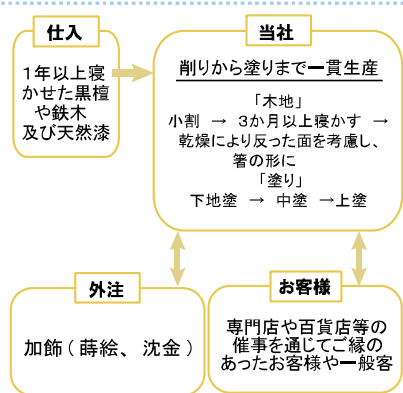 仕入
1年以上寝
かせた黒檀
や鉄木
及び天然漆
当社
削りから塗りまで一貫生産
「木地」
小割 → 3か月以上寝かす →
乾燥により反った面を考慮し、
箸の形に
「塗り」
下地塗 → 中塗 →上塗
外注
加飾(蒔絵、沈金)
お客様
専門店や百貨店等の
催事を通じてご縁の
あったお客様や一般客